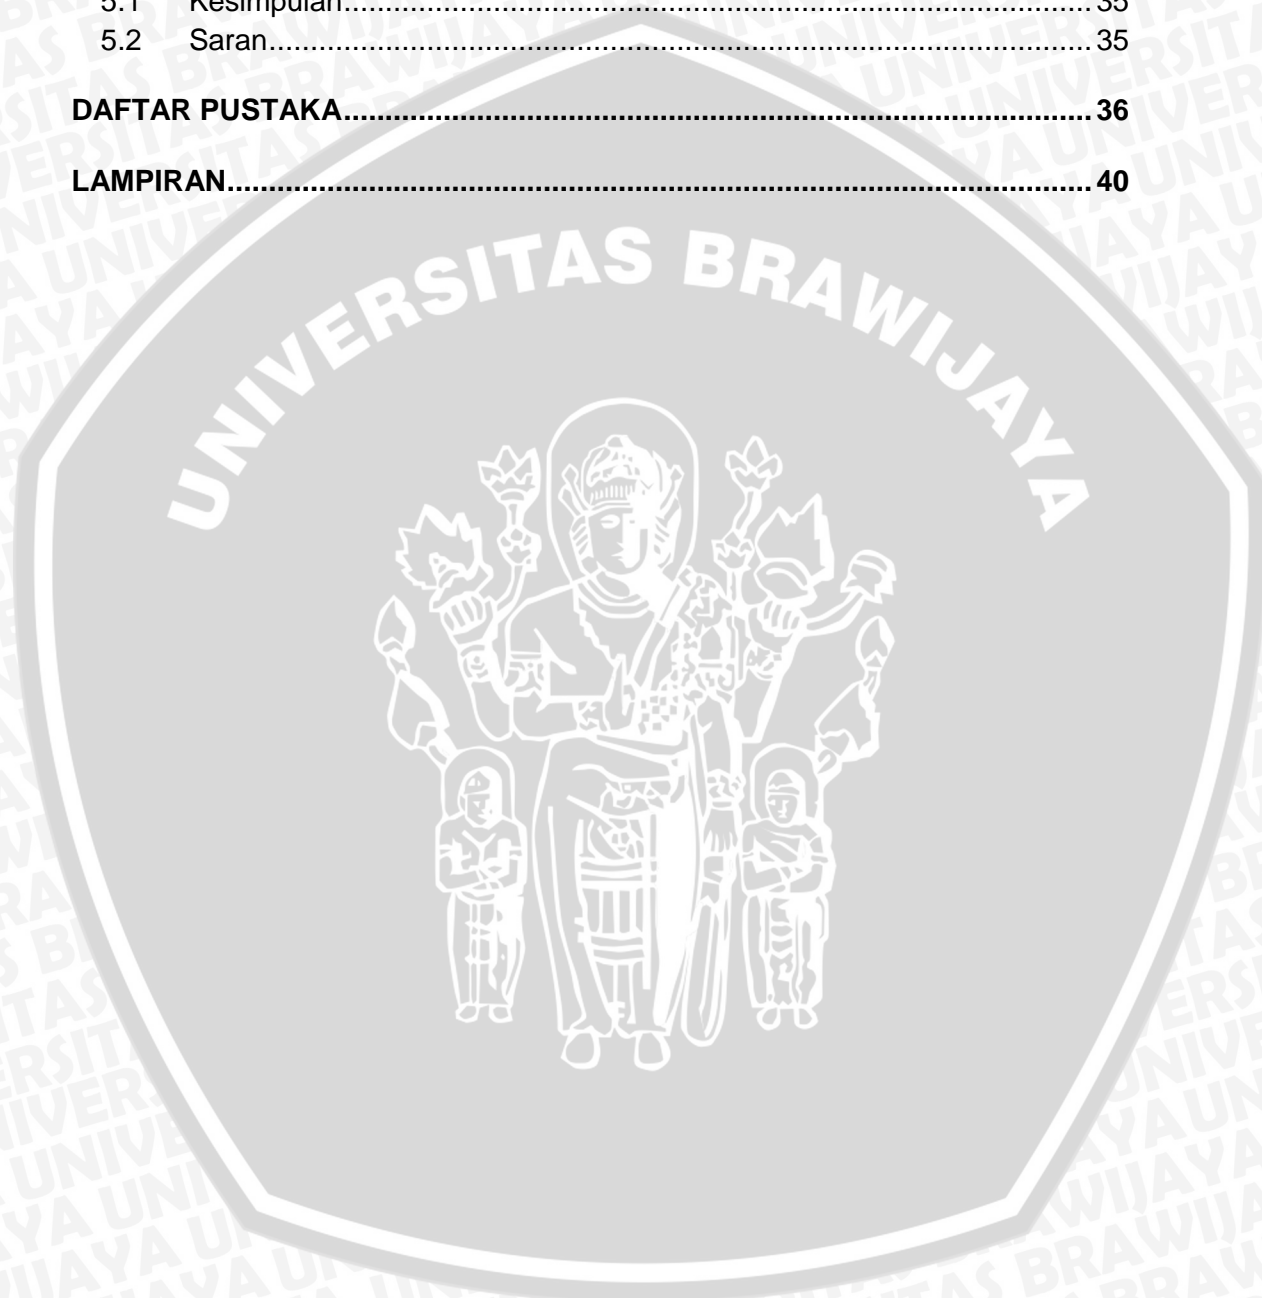 5.1 Kesimpulan.......................................................................................... 35
5.2 Saran................................................................................................... 35
DAFTAR PUSTAKA.......................................................................................... 36
LAMPIRAN........................................................................................................ 40
UNIVERSITAS BRAWIJAYA